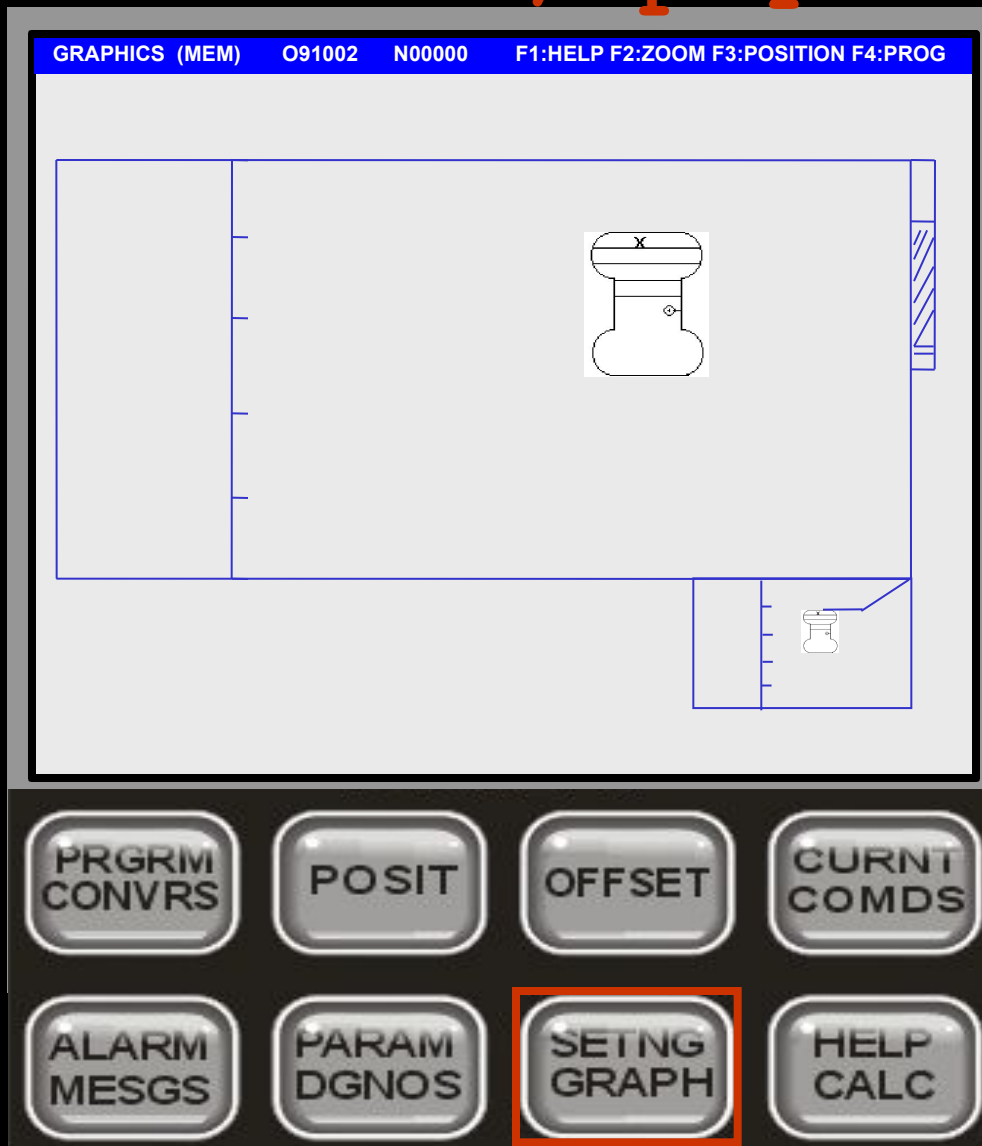 GRAPHICS (MEM) O91002 N00000 F1:HELP F2:ZOOM F3:POSITION F4:PROG
X
PRGRM CONVRS
POSIT
OFFSET
CURNT COMDS
ALARM MESGS
PARAM DGNOS
SETNG GRAPH
HELP CALC